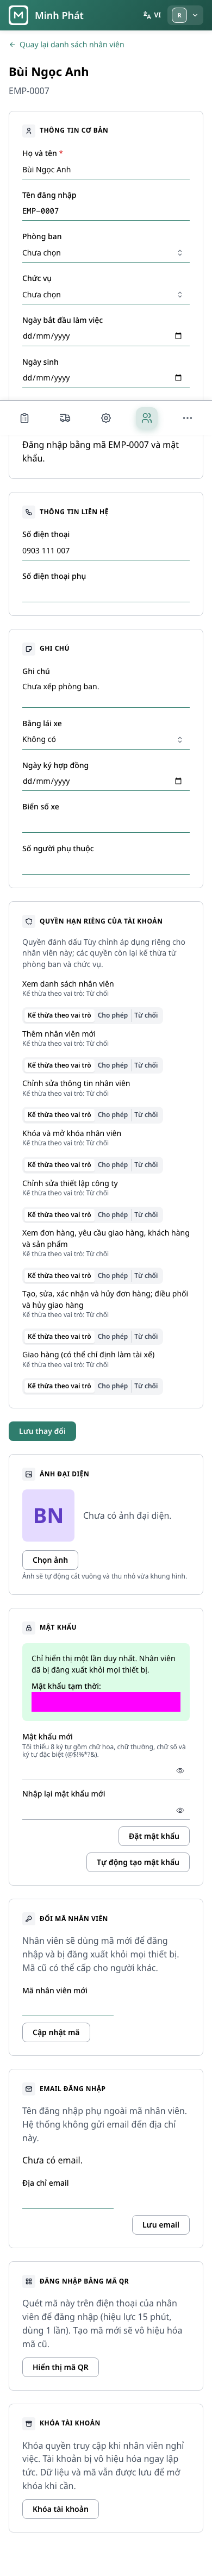 Minh Phát
VI
R
Quay lại danh sách nhân viên
Bùi Ngọc Anh
EMP-0007
THÔNG TIN CƠ BẢN
Họ và tên *
Bùi Ngọc Anh
Tên đăng nhập
EMP-0007
Phòng ban
Chưa chọn
Chức vụ
Chưa chọn
Ngày bắt đầu làm việc
dd/mm/yyyy
Ngày sinh
dd/mm/yyyy
Đăng nhập bằng mã EMP-0007 và mật
khẩu.
THÔNG TIN LIÊN HỆ
Số điện thoại
0903 111 007
Số điện thoại phụ
GHI CHÚ
Ghi chú
Chưa xếp phòng ban.
Bằng lái xe
Không có
Ngày ký hợp đồng
dd/mm/yyyy
Biển số xe
Số người phụ thuộc
QUYỀN HẠN RIÊNG CỦA TÀI KHOẢN
Quyền đánh dấu Tùy chỉnh áp dụng riêng cho
nhân viên này; các quyền còn lại kế thừa từ
phòng ban và chức vụ.
Xem danh sách nhân viên
Kế thừa theo vai trò: Từ chối
Kế thừa theo vai trò Cho phép Từ chối
Thêm nhân viên mới
Kế thừa theo vai trò: Từ chối
Kế thừa theo vai trò Cho phép Từ chối
Chỉnh sửa thông tin nhân viên
Kế thừa theo vai trò: Từ chối
Kế thừa theo vai trò Cho phép Từ chối
Khóa và mở khóa nhân viên
Kế thừa theo vai trò: Từ chối
Kế thừa theo vai trò Cho phép Từ chối
Chỉnh sửa thiết lập công ty
Kế thừa theo vai trò: Từ chối
Kế thừa theo vai trò Cho phép Từ chối
Xem đơn hàng, yêu cầu giao hàng, khách hàng
và sản phẩm
Kế thừa theo vai trò: Từ chối
Kế thừa theo vai trò Cho phép Từ chối
Tạo, sửa, xác nhận và hủy đơn hàng; điều phối
và hủy giao hàng
Kế thừa theo vai trò: Từ chối
Kế thừa theo vai trò Cho phép Từ chối
Giao hàng (có thể chỉ định làm tài xế)
Kế thừa theo vai trò: Từ chối
Kế thừa theo vai trò Cho phép Từ chối
Lưu thay đổi
ẢNH ĐẠI DIỆN
BN
Chưa có ảnh đại diện.
Chọn ảnh
Ảnh sẽ tự động cắt vuông và thu nhỏ vừa khung hình.
MẬT KHẨU
Chỉ hiển thị một lần duy nhất. Nhân viên
đã bị đăng xuất khỏi mọi thiết bị.
Mật khẩu tạm thời:
Mật khẩu mới
Tối thiểu 8 ký tự gồm chữ hoa, chữ thường, chữ số và
ký tự đặc biệt (@$!%*?&).
Nhập lại mật khẩu mới
Đặt mật khẩu
Tự động tạo mật khẩu
ĐỔI MÃ NHÂN VIÊN
Nhân viên sẽ dùng mã mới để đăng
nhập và bị đăng xuất khỏi mọi thiết bị.
Mã cũ có thể cấp cho người khác.
Mã nhân viên mới
Cập nhật mã
EMAIL ĐĂNG NHẬP
Tên đăng nhập phụ ngoài mã nhân viên.
Hệ thống không gửi email đến địa chỉ
này.
Chưa có email.
Địa chỉ email
Lưu email
ĐĂNG NHẬP BẰNG MÃ QR
Quét mã này trên điện thoại của nhân
viên để đăng nhập (hiệu lực 15 phút,
dùng 1 lần). Tạo mã mới sẽ vô hiệu hóa
mã cũ.
Hiển thị mã QR
KHÓA TÀI KHOẢN
Khóa quyền truy cập khi nhân viên nghỉ
việc. Tài khoản bị vô hiệu hóa ngay lập
tức. Dữ liệu và mã vẫn được lưu để mở
khóa khi cần.
Khóa tài khoản